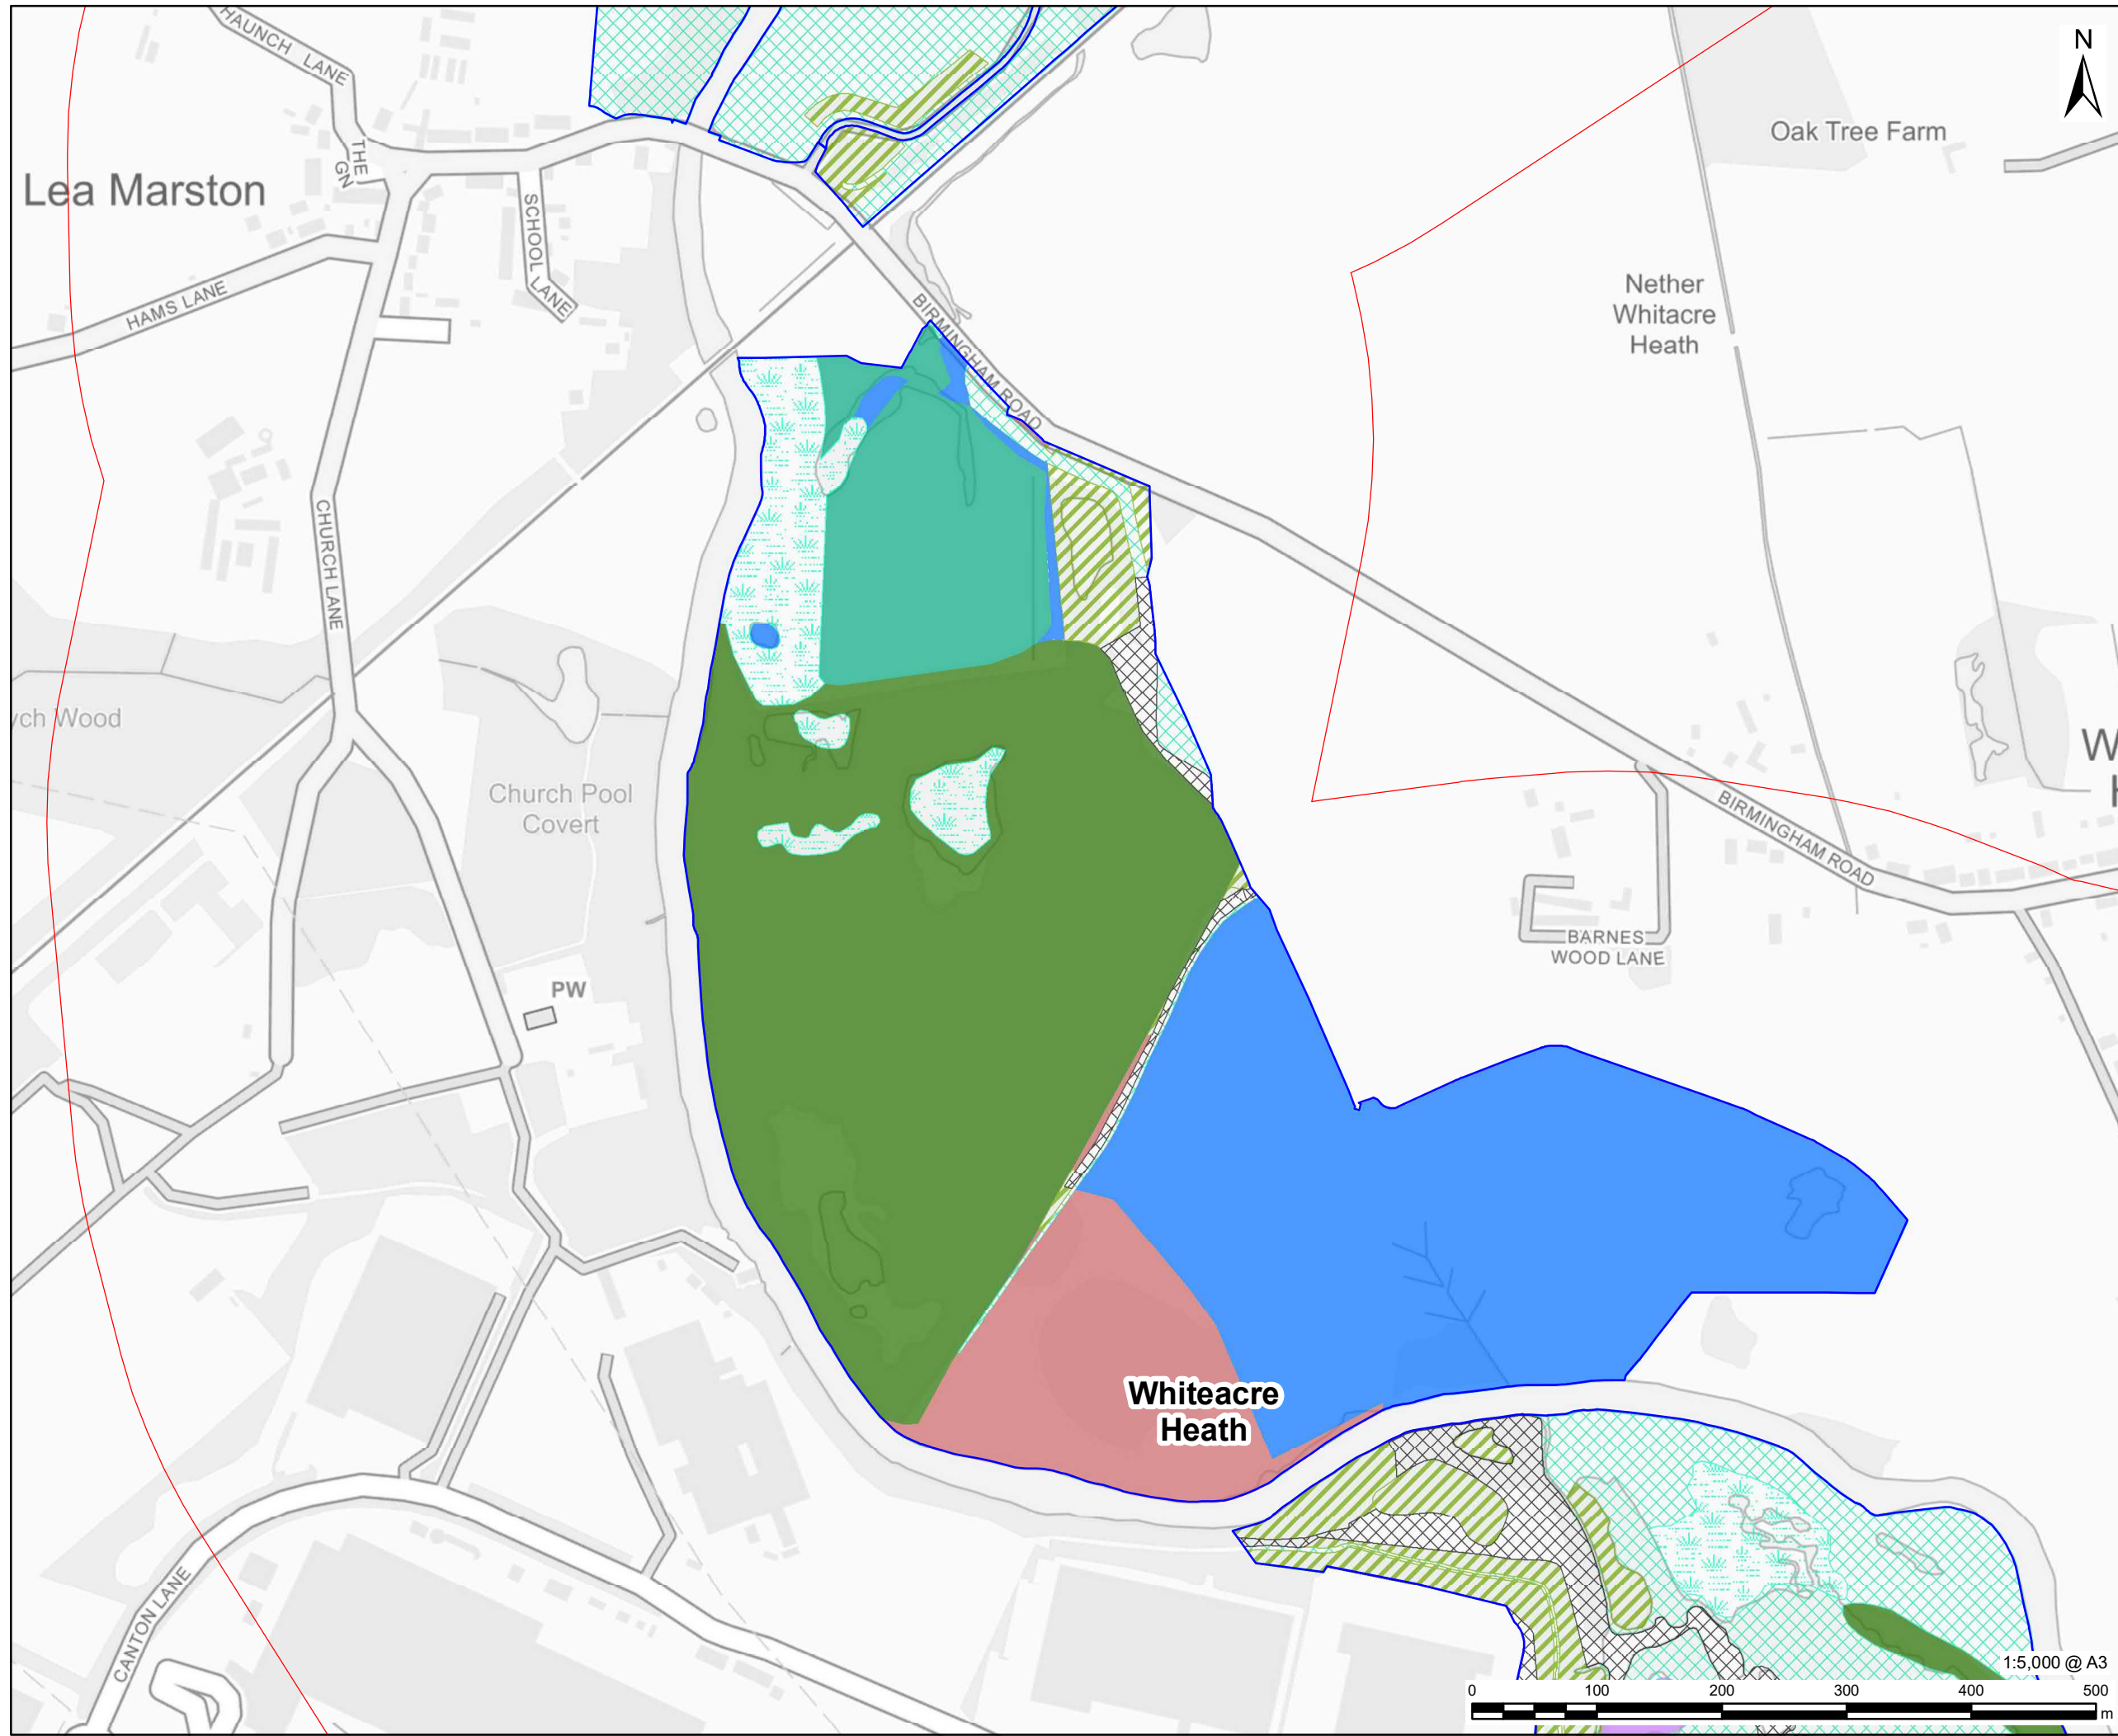 N
HAUNCH LANE
Oak Tree Farm
THE
GN
Lea Marston
SCHOOL LANE
HAMS LANE
BIRMINGHAM ROAD
Nether
Whitacre
Heath
CHURCH LANE
ych Wood
W
H
Church Pool
Covert
BIRMINGHAM ROAD
BARNES
WOOD LANE
PW
Whiteacre
Heath
CANTON LANE
1:5,000 @ A3
0 100 200 300 400 500
m